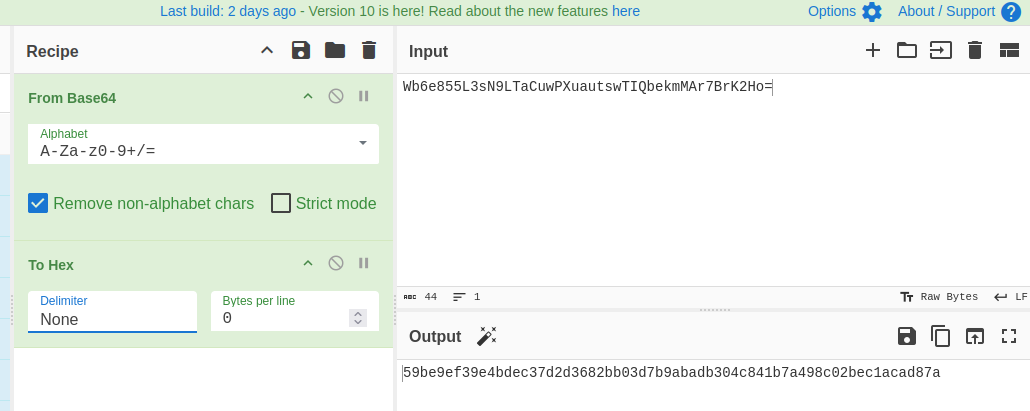 Last build: 2 days ago - Version 10 is here! Read about the new features here
Options
About / Support
Recipe
From Base64
Alphabet
A-Za-z0-9+/=
Remove non-alphabet chars
Strict mode
To Hex
Delimiter
None
Bytes per line
0
Input
Wb6e855L3sN9LTaCuwPXuautswTIQbekmMAr7BrK2Ho=
ABC 44
1
Raw Bytes
LF
Output
59be9ef39e4bdec37d2d3682bb03d7b9abadb304c841b7a498c02bec1acad87a